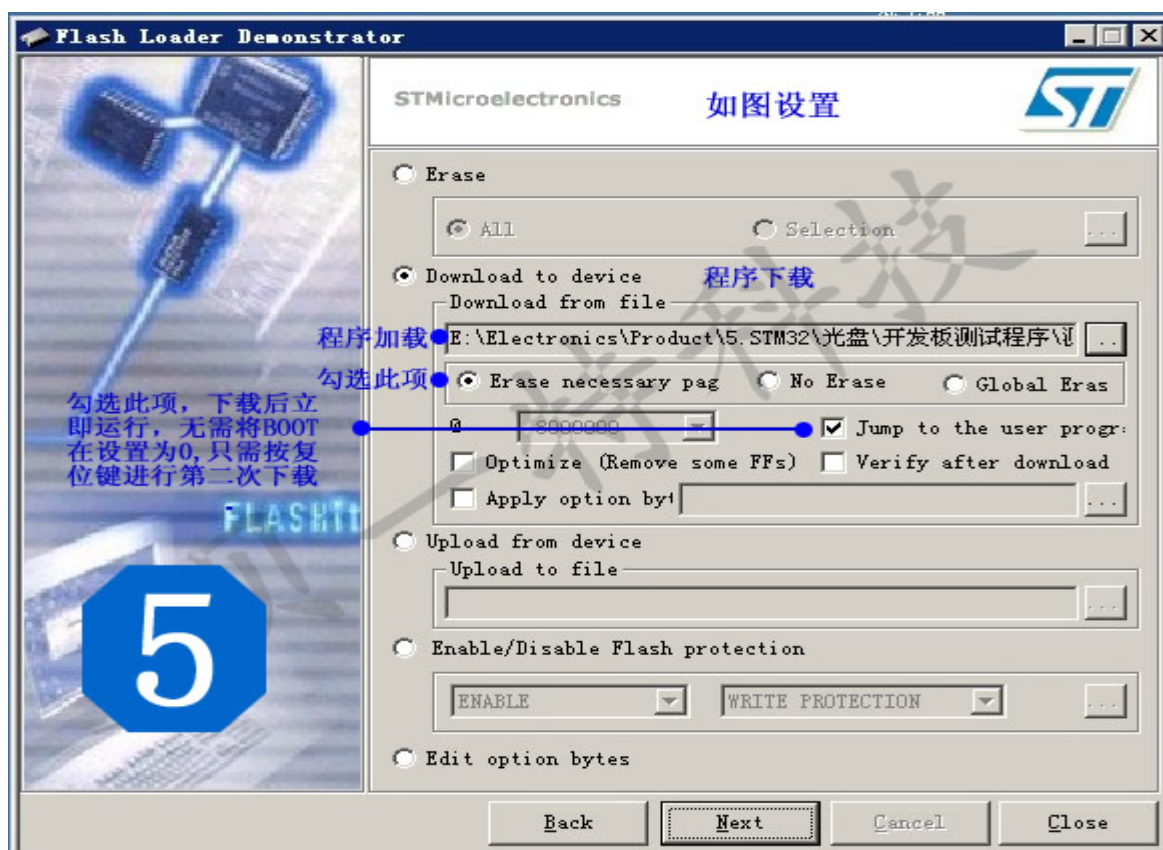 Flash Loader Demonstrator
STMicroelectronics
如图设置
ST
Erase
All
Selection
...
Download to device
程序下载
Download from file
程序加载
E:\Electronics\Product\5.STM32\光盘\开发板测试程序\
..
勾选此项
Erase necessary pag
No Erase
Global Eras
勾选此项，下载后立
即运行，无需将BOOT
在设置为0,只需按复
位键进行第二次下载
@
8000000
Jump to the user progr
Optimize (Remove some FFs)
Verify after download
Apply option byt
...
FLASHit
Upload from device
Upload to file
...
5
Enable/Disable Flash protection
ENABLE
WRITE PROTECTION
...
Edit option bytes
Back
Next
Cancel
Close
一特科技